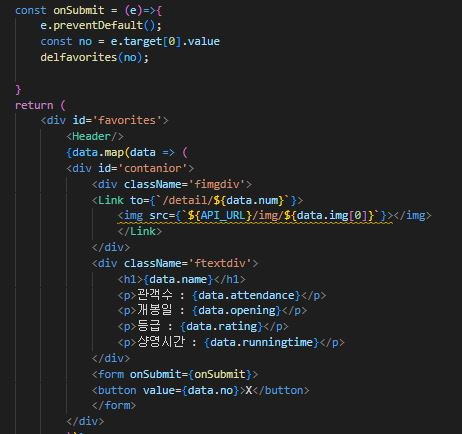 const onSubmit = (e)=>{
e.preventDefault();
const no = e.target[0].value
delfavorites(no);
}
return (
<div id='favorites'>
<Header/>
{data.map(data => (
<div id='contanior'>
<div className='fimgdiv'>
<Link to={`/detail/${data.num}`}>
<img src={`${API_URL}/img/${data.img[0]}`}></img>
</Link>
</div>
<div className='ftextdiv'>
<h1>{data.name}</h1>
<p>관객수 : {data.attendance}</p>
<p>개봉일 : {data.opening}</p>
<p>등급 : {data.rating}</p>
<p>상영시간 : {data.runningtime}</p>
</div>
<form onSubmit={onSubmit}>
<button value={data.no}>X</button>
</form>
</div>